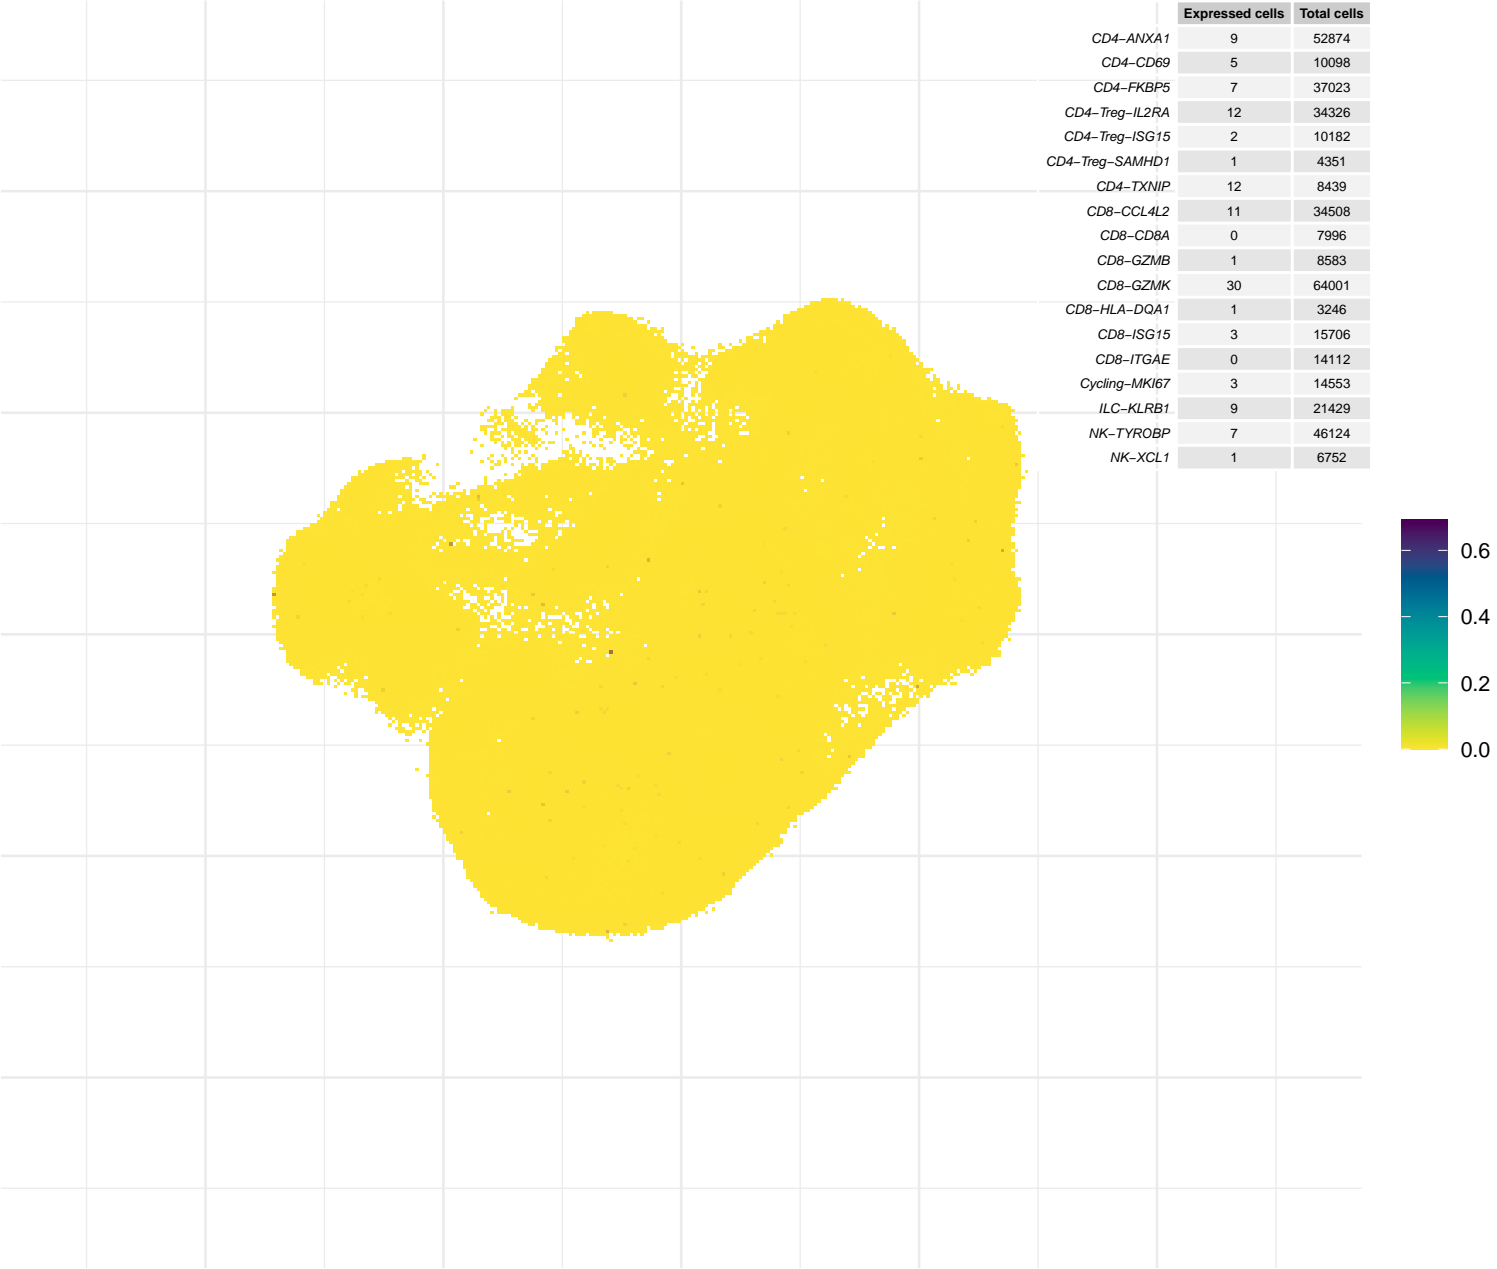 Expressed cells Total cells
CD4−ANXA1 9 52874
CD4−CD69 5 10098
CD4−FKBP5 7 37023
CD4−Treg−IL2RA 12 34326
CD4−Treg−ISG15 2 10182
CD4−Treg−SAMHD1 1 4351
CD4−TXNIP 12 8439
CD8−CCL4L2 11 34508
CD8−CD8A 0 7996
CD8−GZMB 1 8583
CD8−GZMK 30 64001
CD8−HLA−DQA1 1 3246
CD8−ISG15 3 15706
CD8−ITGAE 0 14112
Cycling−MKI67 3 14553
ILC−KLRB1 9 21429
NK−TYROBP 7 46124
NK−XCL1 1 6752
0.6
0.4
0.2
0.0